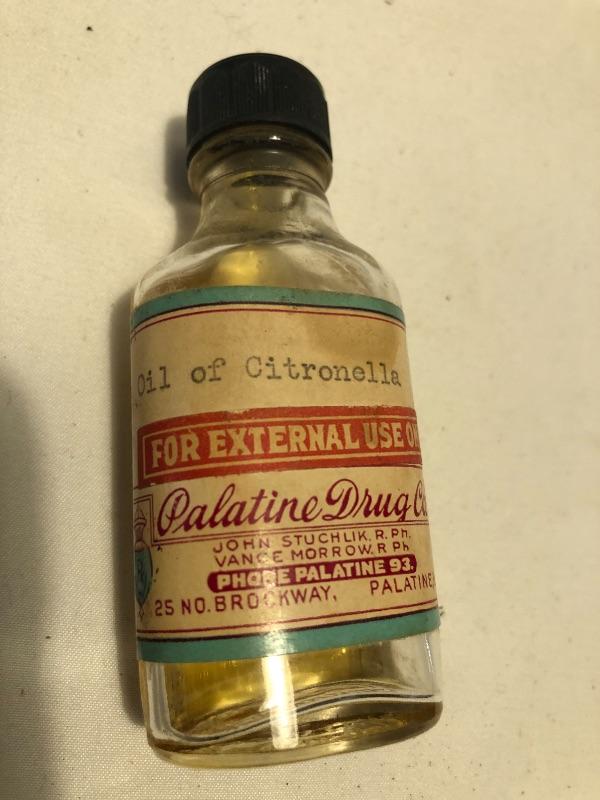 Oil of Citronella
FOR EXTERNAL USE
Palatine Drug
JOHN STUCHLIK, R. Ph.
VANCE MORROW, R Ph
PHONE PALATINE 93.
25 NO. BROCKWAY, PALATINE,